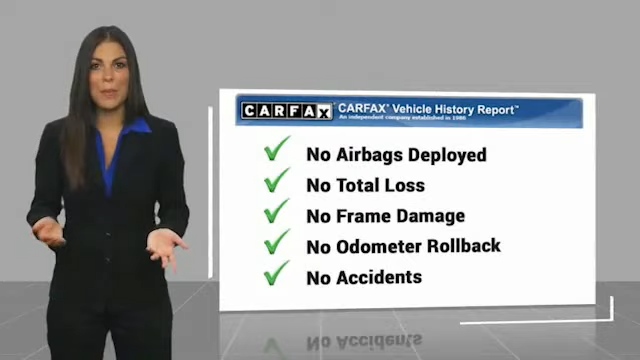 CARFAX
CARFAX® Vehicle History Report™
An independent company established in 1986
No Airbags Deployed
No Total Loss
No Frame Damage
No Odometer Rollback
No Accidents